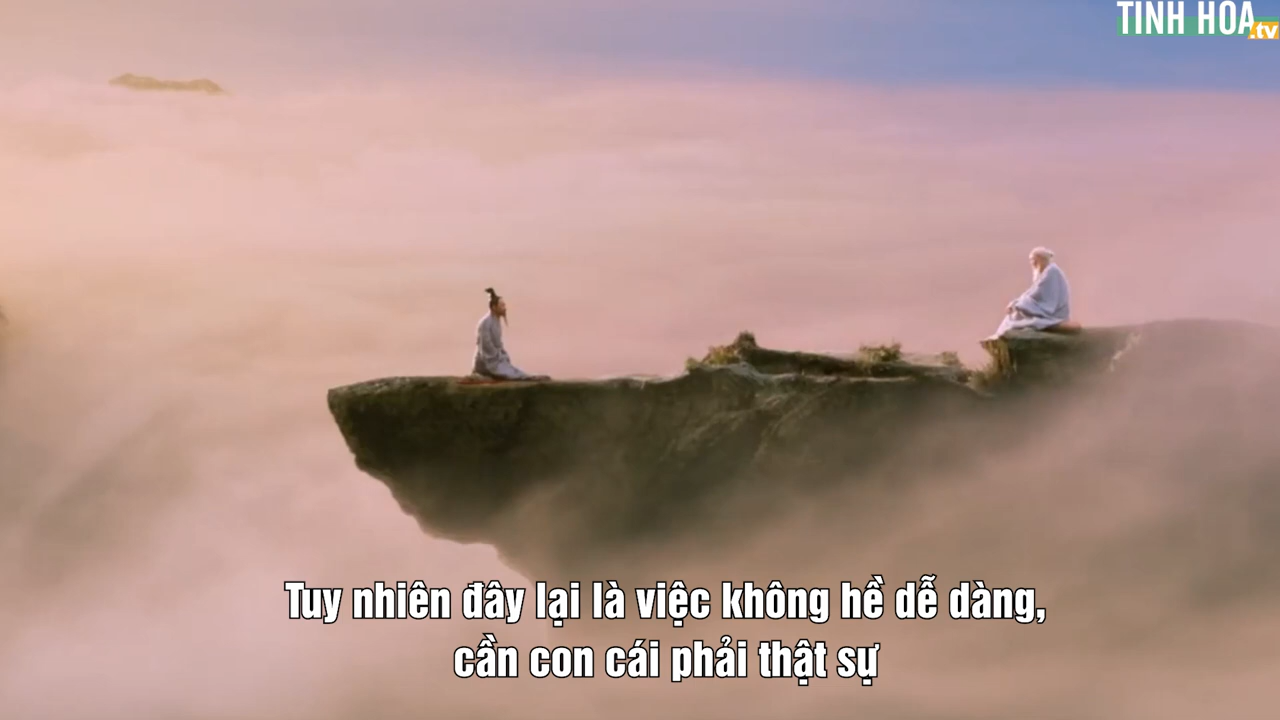 TINH HOA
.tv
Tuy nhiên đây lại là việc không hề dễ dàng,
cần con cái phải thật sự